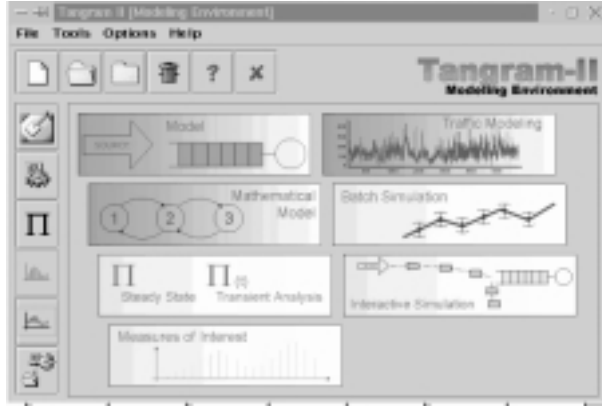 Tangram II [Modeling Environment]
File Tools Options Help
? X
Tangram-II
Modeling Environment
Model
SOURCE
Traffic Modeling
Mathematical
Model
1 2 3
Batch Simulation
Π Π (t)
Steady State Transient Analysis
Interactive Simulation
Measures of Interest
Π